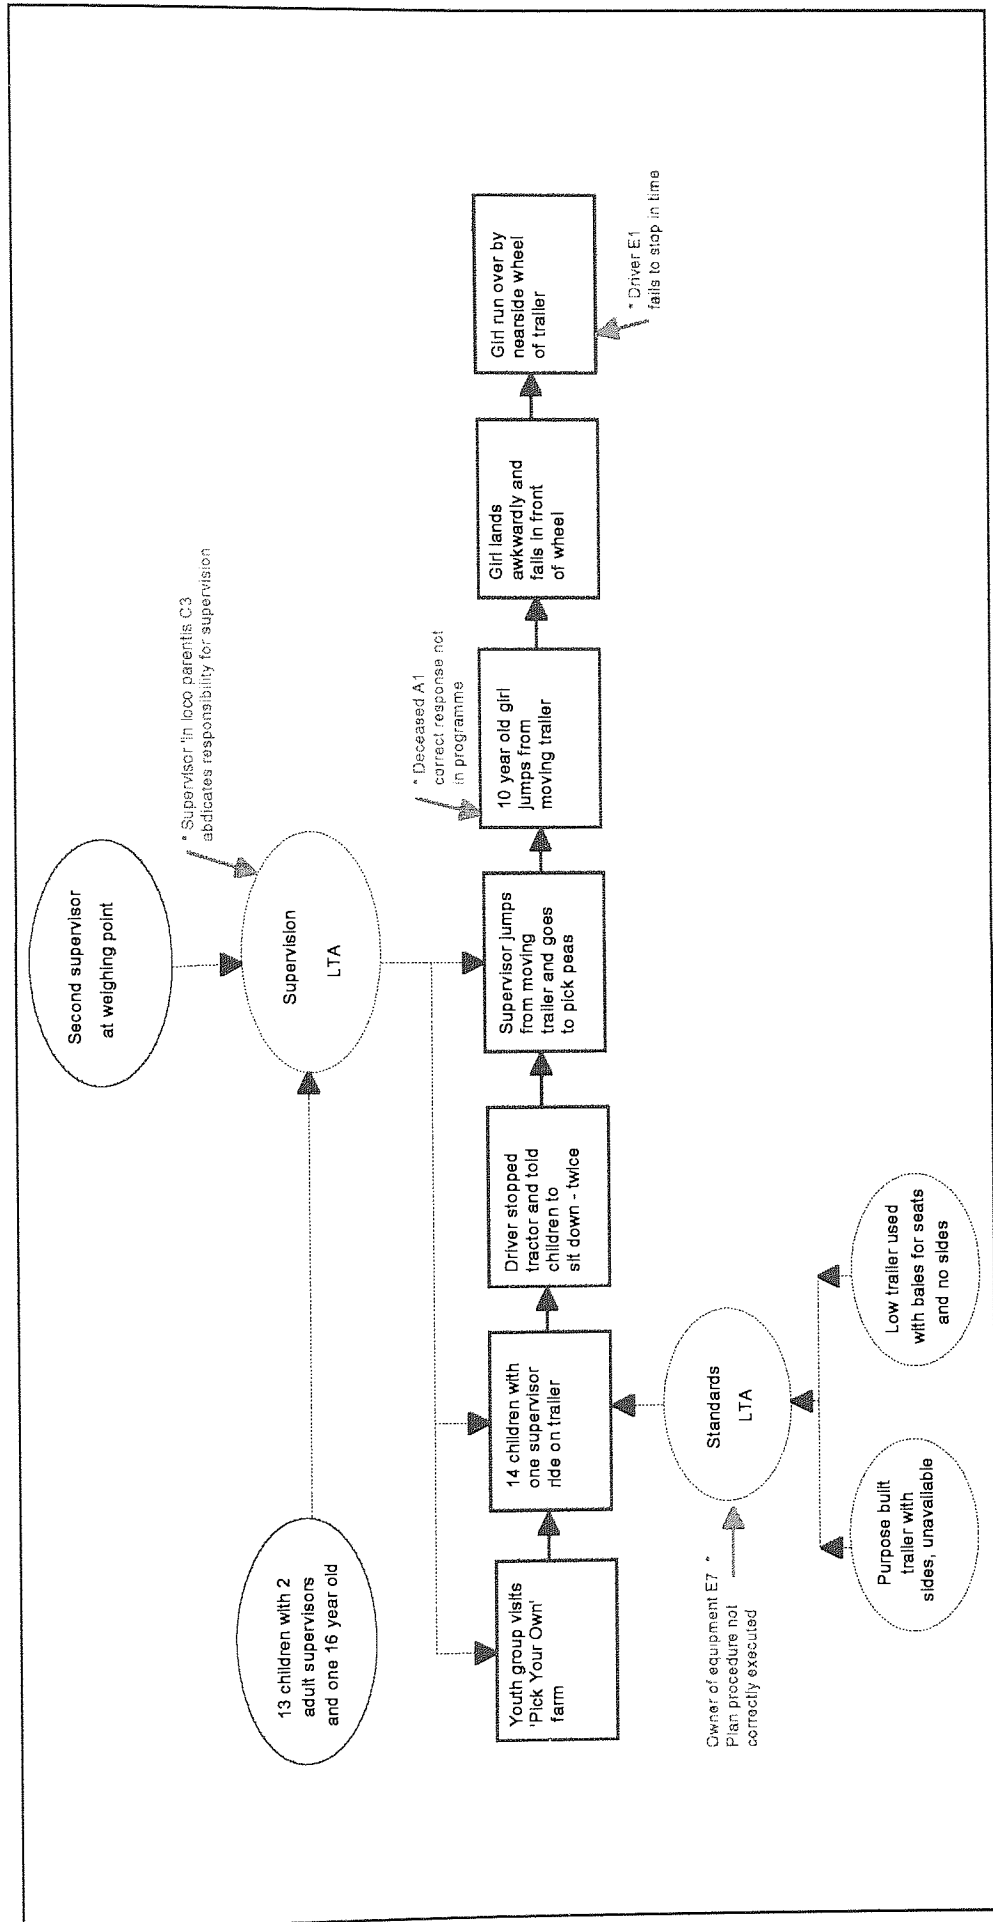 Second supervisor
at weighing point
* Supervisor 'in loco parentis C3
abdicates responsibility for supervision
13 children with 2
adult supervisors
and one 16 year old
Supervision
LTA
* Deceased A1
correct response not
in programme
Youth group visits
'Pick Your Own'
farm
14 children with
one supervisor
ride on trailer
Driver stopped
tractor and told
children to
sit down - twice
Supervisor jumps
from moving
trailer and goes
to pick peas
10 year old girl
jumps from
moving trailer
Girl lands
awkwardly and
falls in front
of wheel
Girl run over by
nearside wheel
of trailer
* Driver E1
fails to stop in time
Owner of equipment E7 *
Plan procedure not
correctly executed
Standards
LTA
Purpose built
trailer with
sides, unavailable
Low trailer used
with bales for seats
and no sides